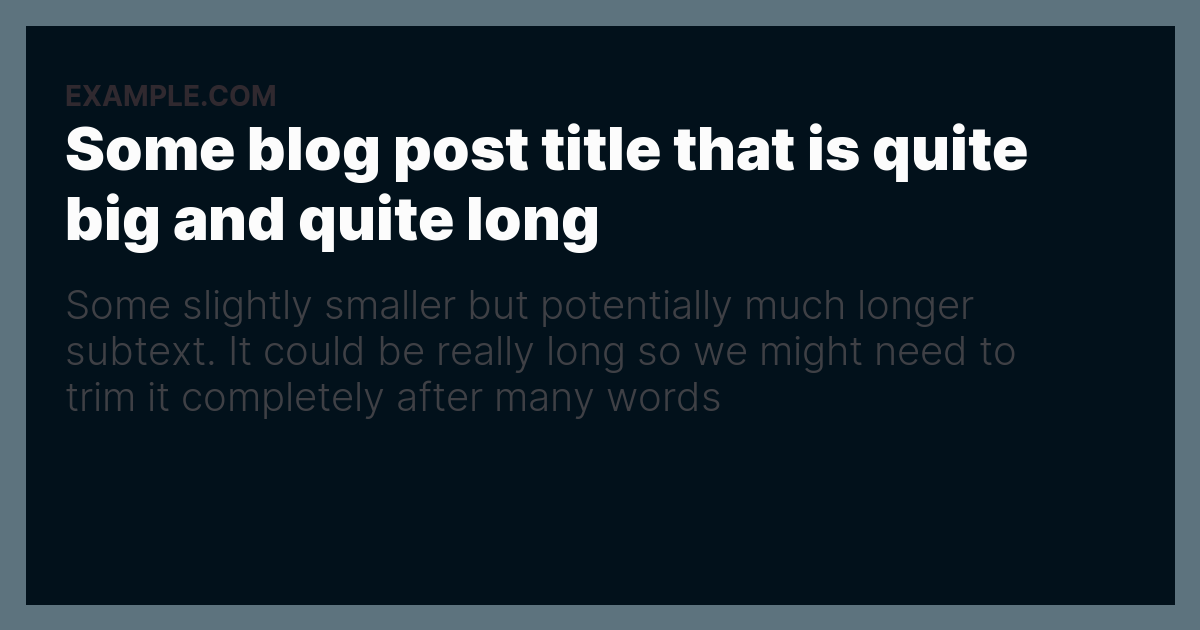 EXAMPLE.COM
Some blog post title that is quite
big and quite long
Some slightly smaller but potentially much longer
subtext. It could be really long so we might need to
trim it completely after many words